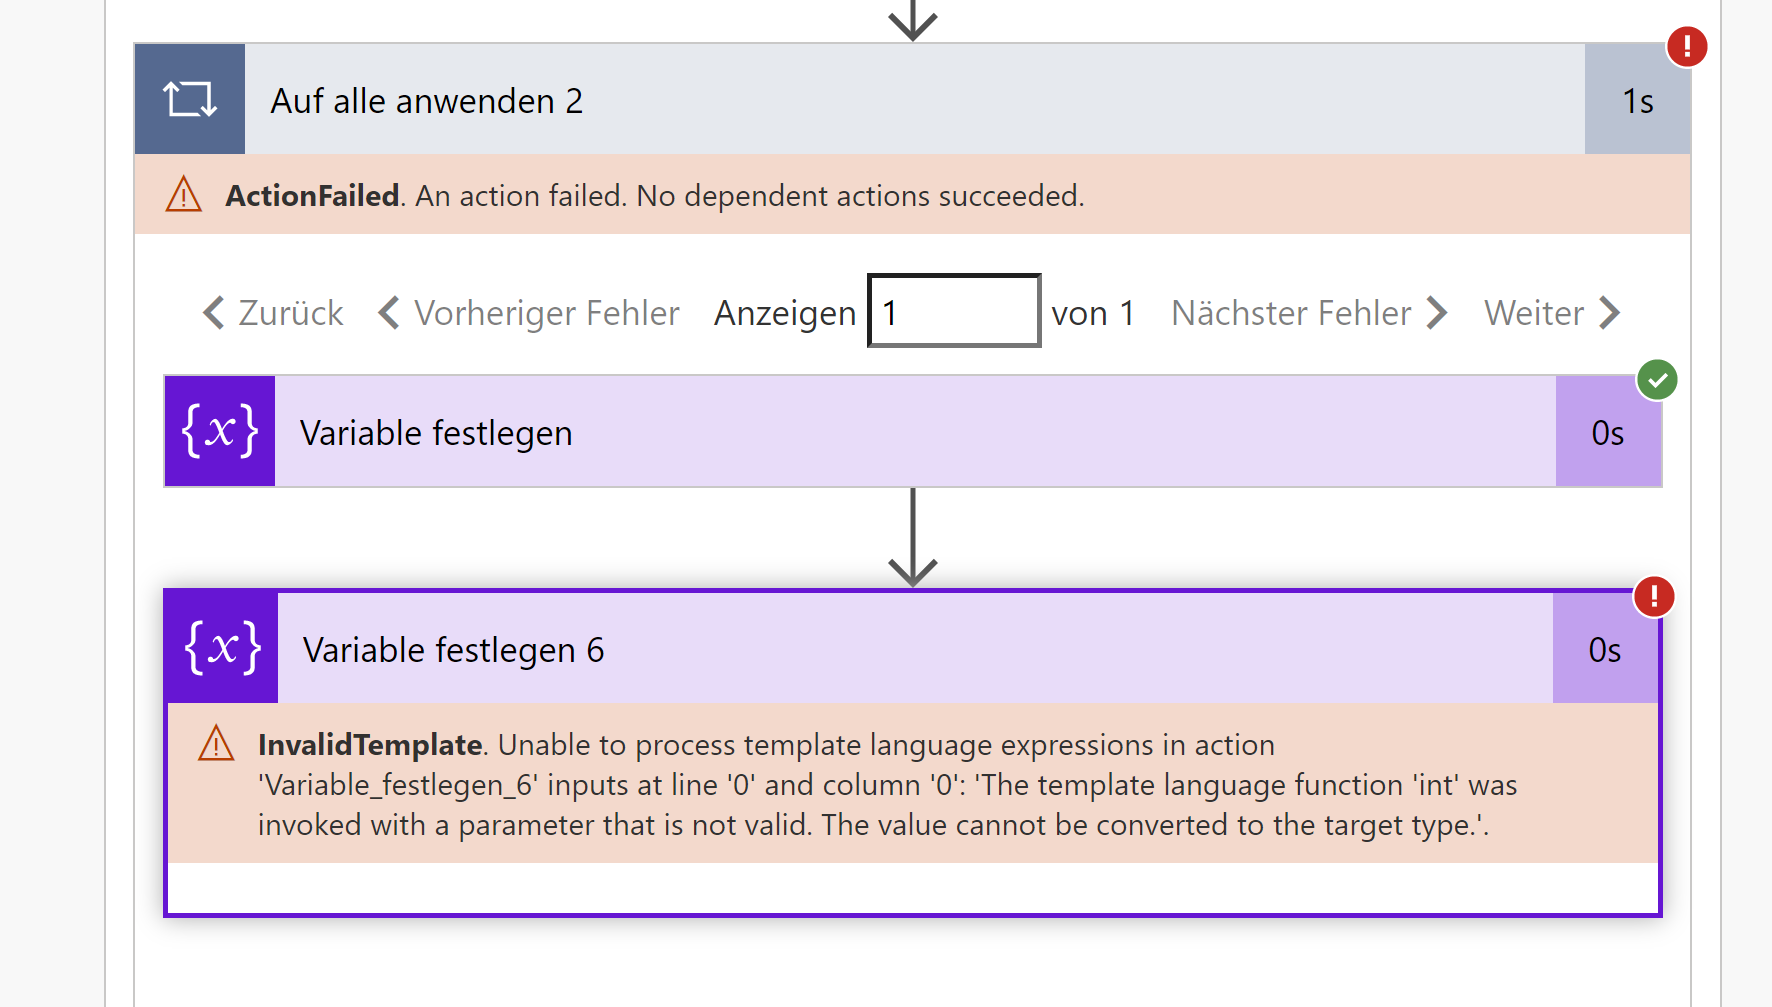 Auf alle anwenden 2
1s
ActionFailed. An action failed. No dependent actions succeeded.
Zurück Vorheriger Fehler Anzeigen 1 von 1 Nächster Fehler Weiter
{x} Variable festlegen 0s
{x} Variable festlegen 6 0s
InvalidTemplate. Unable to process template language expressions in action
'Variable_festlegen_6' inputs at line '0' and column '0': 'The template language function 'int' was
invoked with a parameter that is not valid. The value cannot be converted to the target type.'.